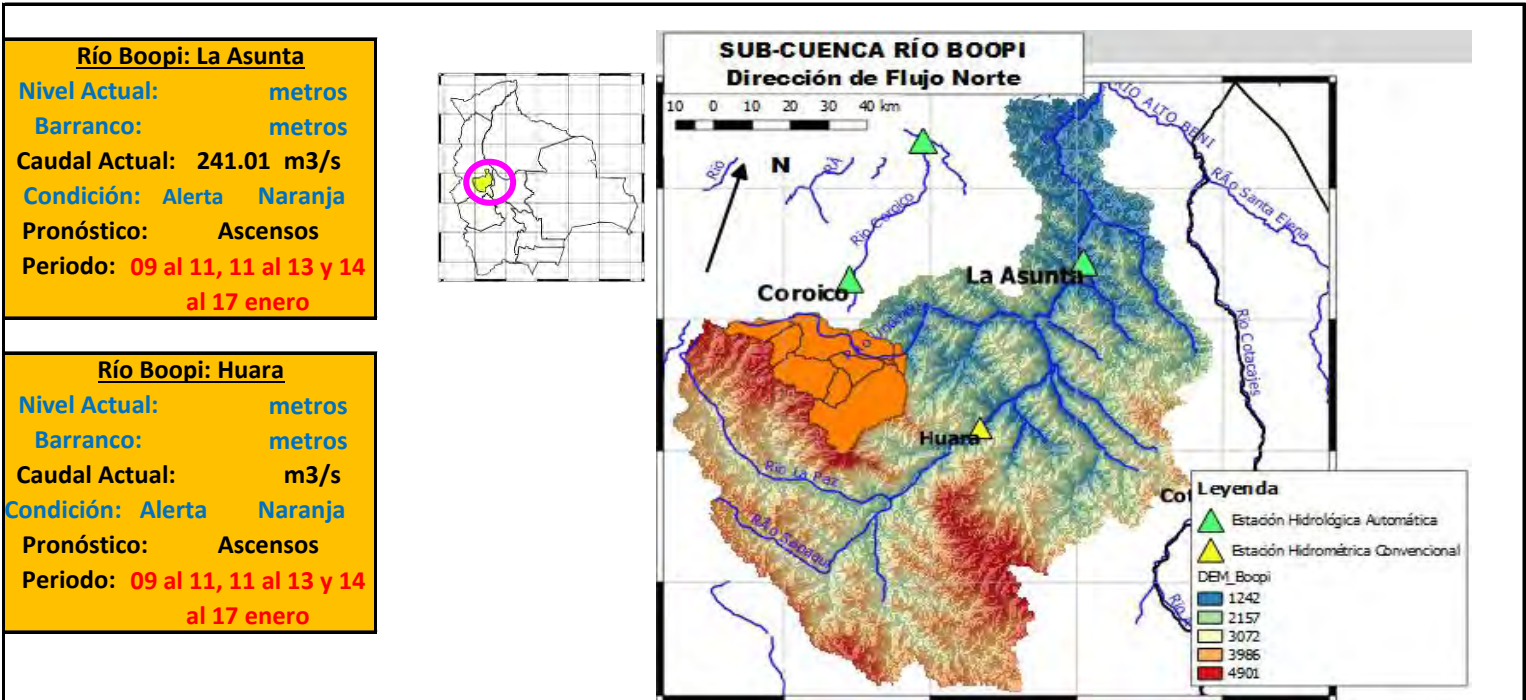 Río Boopi: La Asunta
Nivel Actual: metros
Barranco: metros
Caudal Actual: 241.01 m3/s
Condición: Alerta Naranja
Pronóstico: Ascensos
Periodo: 09 al 11, 11 al 13 y 14
al 17 enero
Río Boopi: Huara
Nivel Actual: metros
Barranco: metros
Caudal Actual: m3/s
Condición: Alerta Naranja
Pronóstico: Ascensos
Periodo: 09 al 11, 11 al 13 y 14
al 17 enero
SUB-CUENCA RÍO BOOPI
Dirección de Flujo Norte
10 0 10 20 30 40 km
N
Río
RÃ
Río Coroico
Coroico
La Asunta
Huara
Río La Paz
RÃo Sapaqui
RIO ALTO BENI
RÃo Santa Elena
Río Cotacajes
Cot
Leyenda
Estación Hidrológica Automática
Estación Hidrométrica Convencional
DEM_Boopi
1242
2157
3072
3986
4901